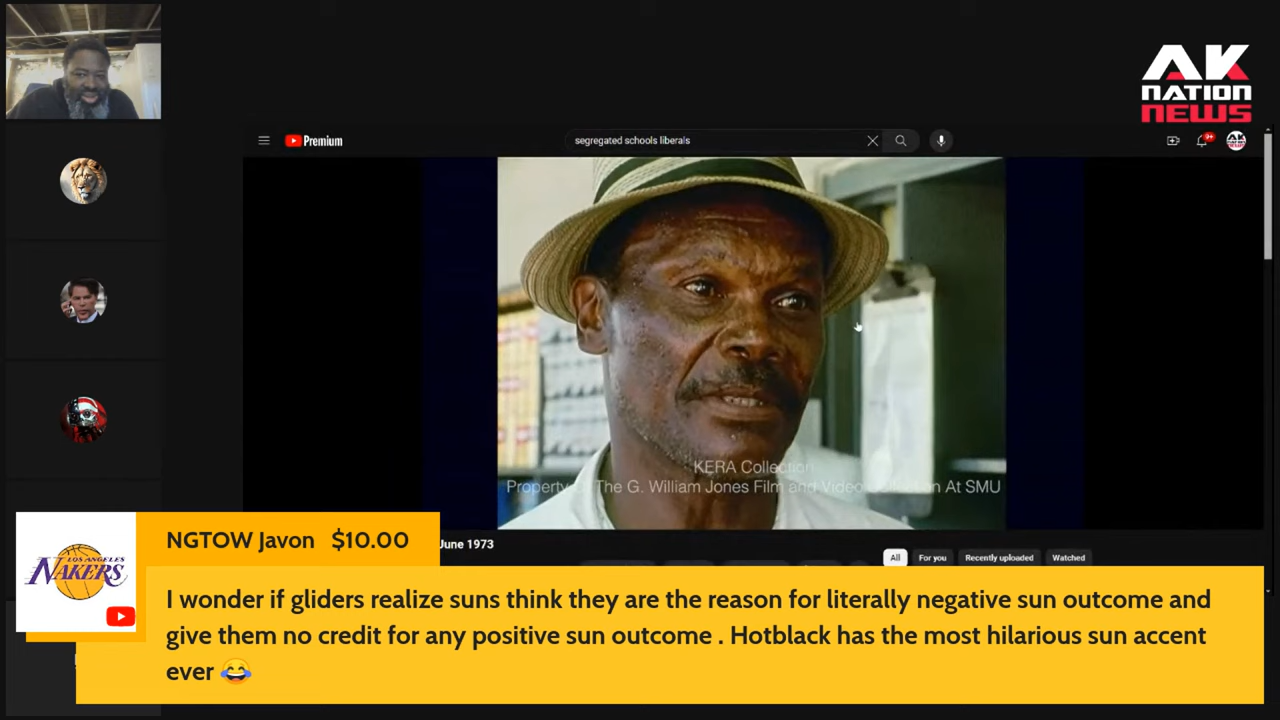 AK
NATION
NEWS
Premium
segregated schools liberals
9+
KERA Collection
The G. William Jones Film and Video At SMU
June 1973
All
For you
Recently uploaded
Watched
LOS ANGELES
NAKERS
NGTOW Javon $10.00
I wonder if gliders realize suns think they are the reason for literally negative sun outcome and
give them no credit for any positive sun outcome . Hotblack has the most hilarious sun accent
ever 😂